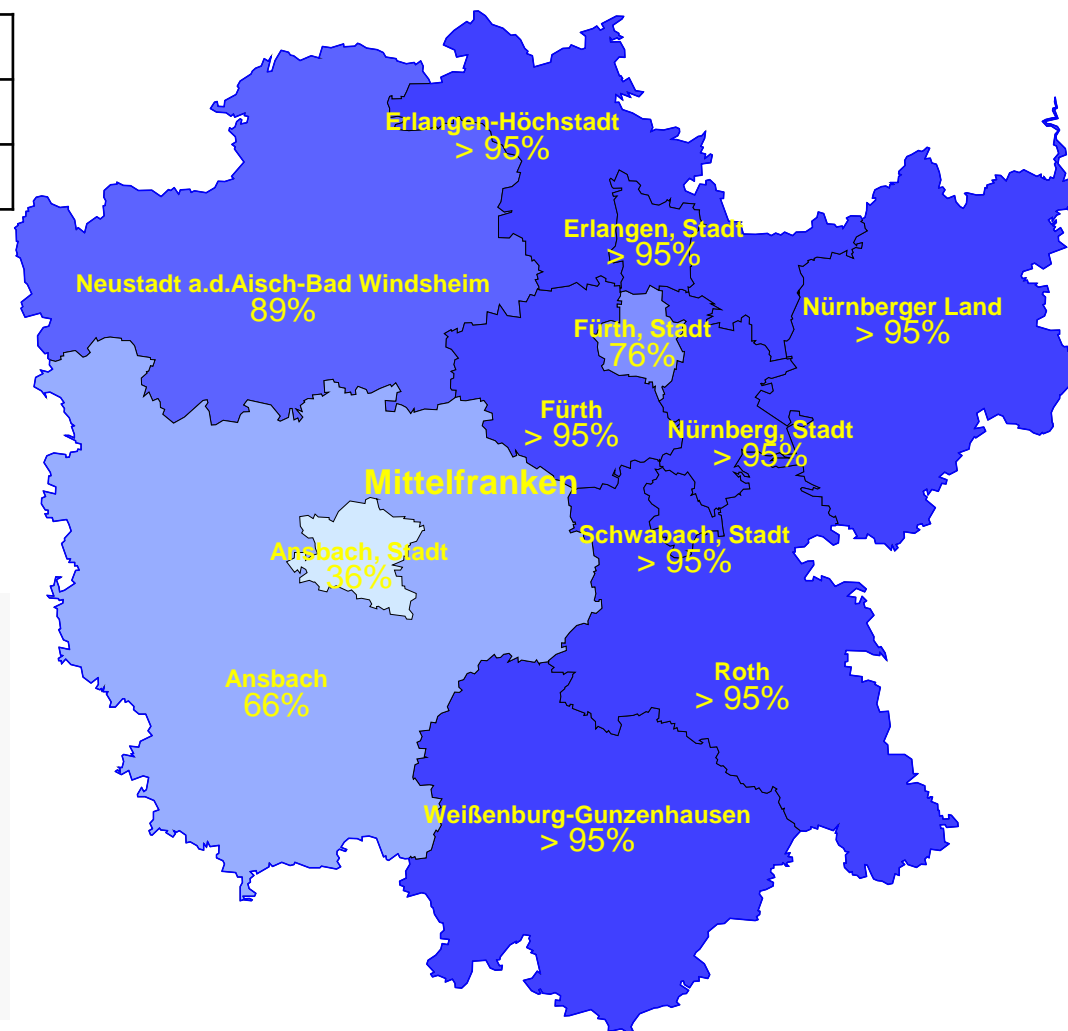 Erlangen-Höchstadt
> 95%
Erlangen, Stadt
> 95%
Neustadt a.d.Aisch-Bad Windsheim
89%
Nürnberger Land
> 95%
Fürth, Stadt
76%
Fürth
> 95%
Nürnberg, Stadt
> 95%
Mittelfranken
Schwabach, Stadt
> 95%
Ansbach, Stadt
36%
Roth
> 95%
Ansbach
66%
Weißenburg-Gunzenhausen
> 95%